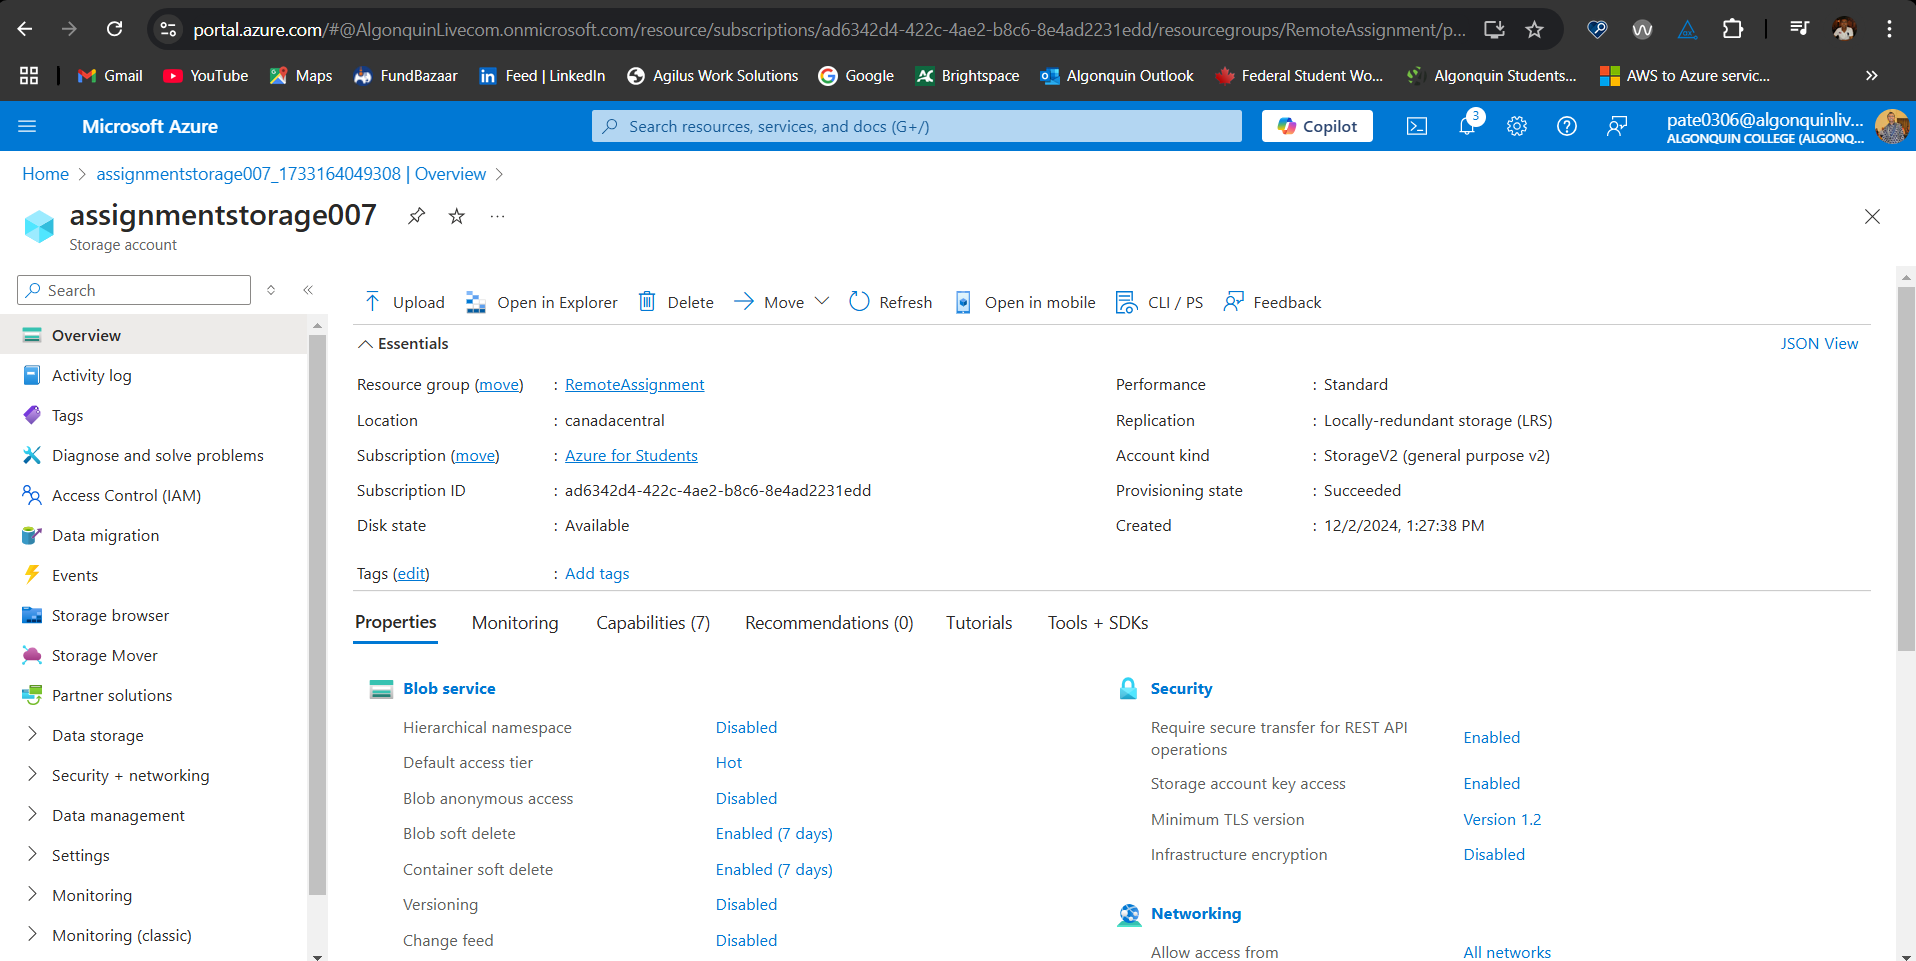 portal.azure.com/#@AlgonquinLivecom.onmicrosoft.com/resource/subscriptions/ad6342d4-422c-4ae2-b8c6-8e4ad2231edd/resourcegroups/RemoteAssignment/p...
Gmail YouTube Maps FundBazaar Feed | LinkedIn Agilus Work Solutions Google Brightspace Algonquin Outlook Federal Student Wo... Algonquin Students... AWS to Azure servic... »
Microsoft Azure
Search resources, services, and docs (G+/)
Copilot
3
pate0306@algonquinliv...
ALGONQUIN COLLEGE (ALGONQ...
Home > assignmentstorage007_1733164049308 | Overview >
assignmentstorage007 ...
Storage account
Search
«
Upload Open in Explorer Delete Move Refresh Open in mobile CLI / PS Feedback
Overview
Activity log
Tags
Diagnose and solve problems
Access Control (IAM)
Data migration
Events
Storage browser
Storage Mover
Partner solutions
Data storage
Security + networking
Data management
Settings
Monitoring
Monitoring (classic)
Essentials
JSON View
Resource group (move) : RemoteAssignment
Location : canadacentral
Subscription (move) : Azure for Students
Subscription ID : ad6342d4-422c-4ae2-b8c6-8e4ad2231edd
Disk state : Available
Tags (edit) : Add tags
Performance : Standard
Replication : Locally-redundant storage (LRS)
Account kind : StorageV2 (general purpose v2)
Provisioning state : Succeeded
Created : 12/2/2024, 1:27:38 PM
Properties Monitoring Capabilities (7) Recommendations (0) Tutorials Tools + SDKs
Blob service
Hierarchical namespace Disabled
Default access tier Hot
Blob anonymous access Disabled
Blob soft delete Enabled (7 days)
Container soft delete Enabled (7 days)
Versioning Disabled
Change feed Disabled
Security
Require secure transfer for REST API
operations Enabled
Storage account key access Enabled
Minimum TLS version Version 1.2
Infrastructure encryption Disabled
Networking
Allow access from All networks